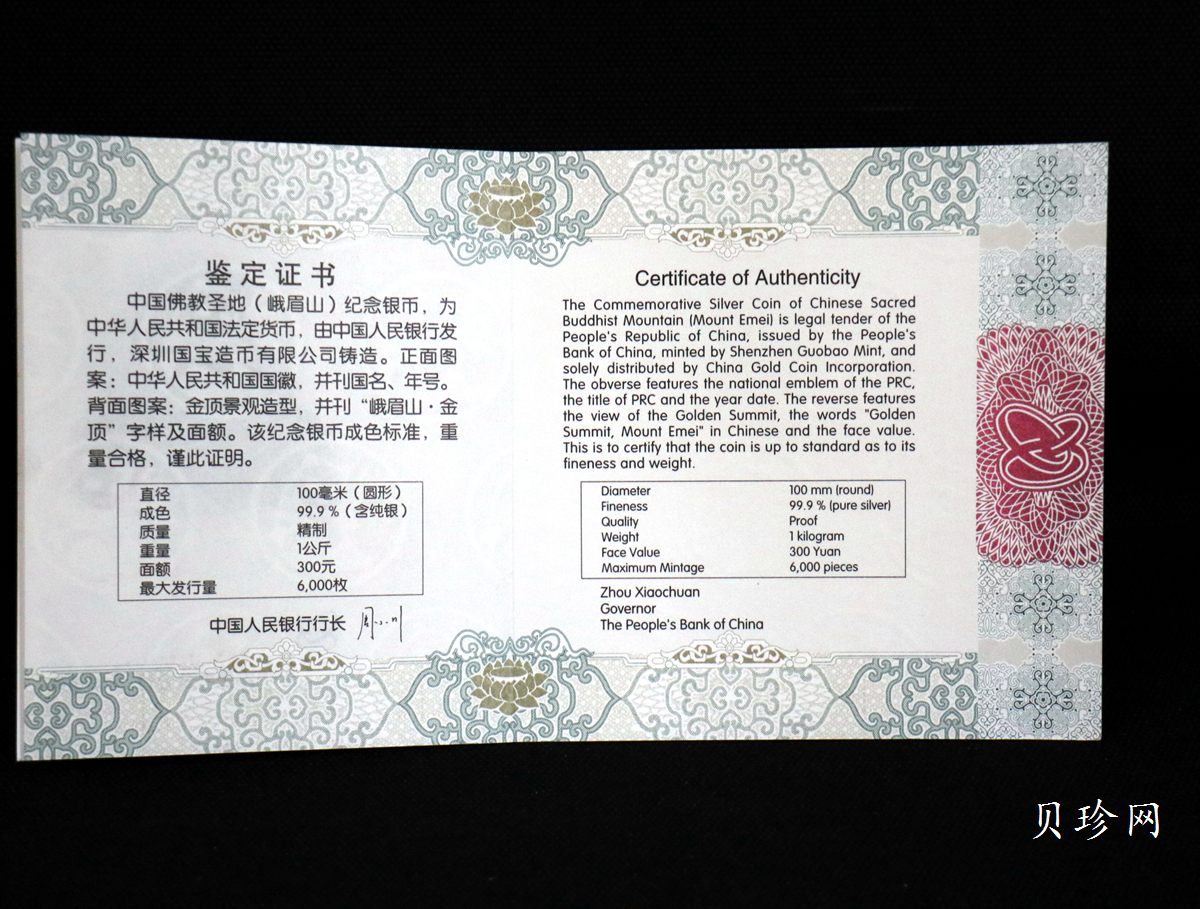 鉴定证书
中国佛教圣地（峨眉山）纪念银币，为
中华人民共和国法定货币，由中国人民银行发
行，深圳国宝造币有限公司铸造。正面图
案：中华人民共和国国徽，并刊国名、年号。
背面图案：金顶景观造型，并刊“峨眉山·金
顶”字样及面额。该纪念银币成色标准，重
量合格，谨此证明。
直径 100毫米（圆形）
成色 99.9％（含纯银）
质量 精制
重量 1公斤
面额 300元
最大发行量 6,000枚
中国人民银行行长
Certificate of Authenticity
The Commemorative Silver Coin of Chinese Sacred
Buddhist Mountain (Mount Emei) is legal tender of the
People's Republic of China, issued by the People's
Bank of China, minted by Shenzhen Guobao Mint, and
solely distributed by China Gold Coin Incorporation.
The obverse features the national emblem of the PRC,
the title of PRC and the year date. The reverse features
the view of the Golden Summit, the words "Golden
Summit, Mount Emei" in Chinese and the face value.
This is to certify that the coin is up to standard as to its
fineness and weight.
Diameter 100 mm (round)
Fineness 99.9 % (pure silver)
Quality Proof
Weight 1 kilogram
Face Value 300 Yuan
Maximum Mintage 6,000 pieces
Zhou Xiaochuan
Governor
The People's Bank of China
贝珍网